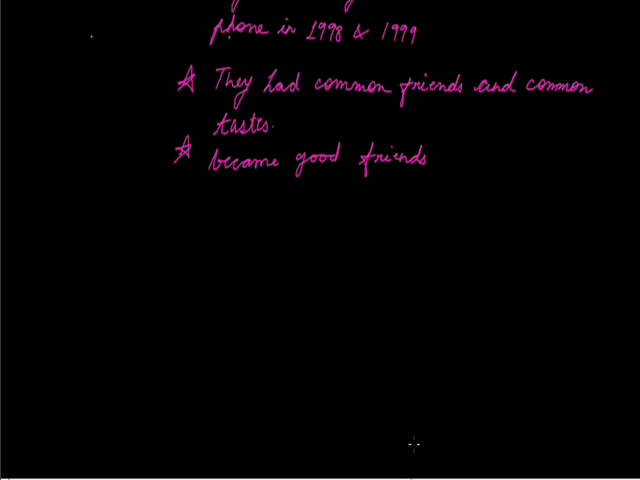 phone in 1998 & 1999
☆ They had common friends and common
tastes.
☆ became good friends